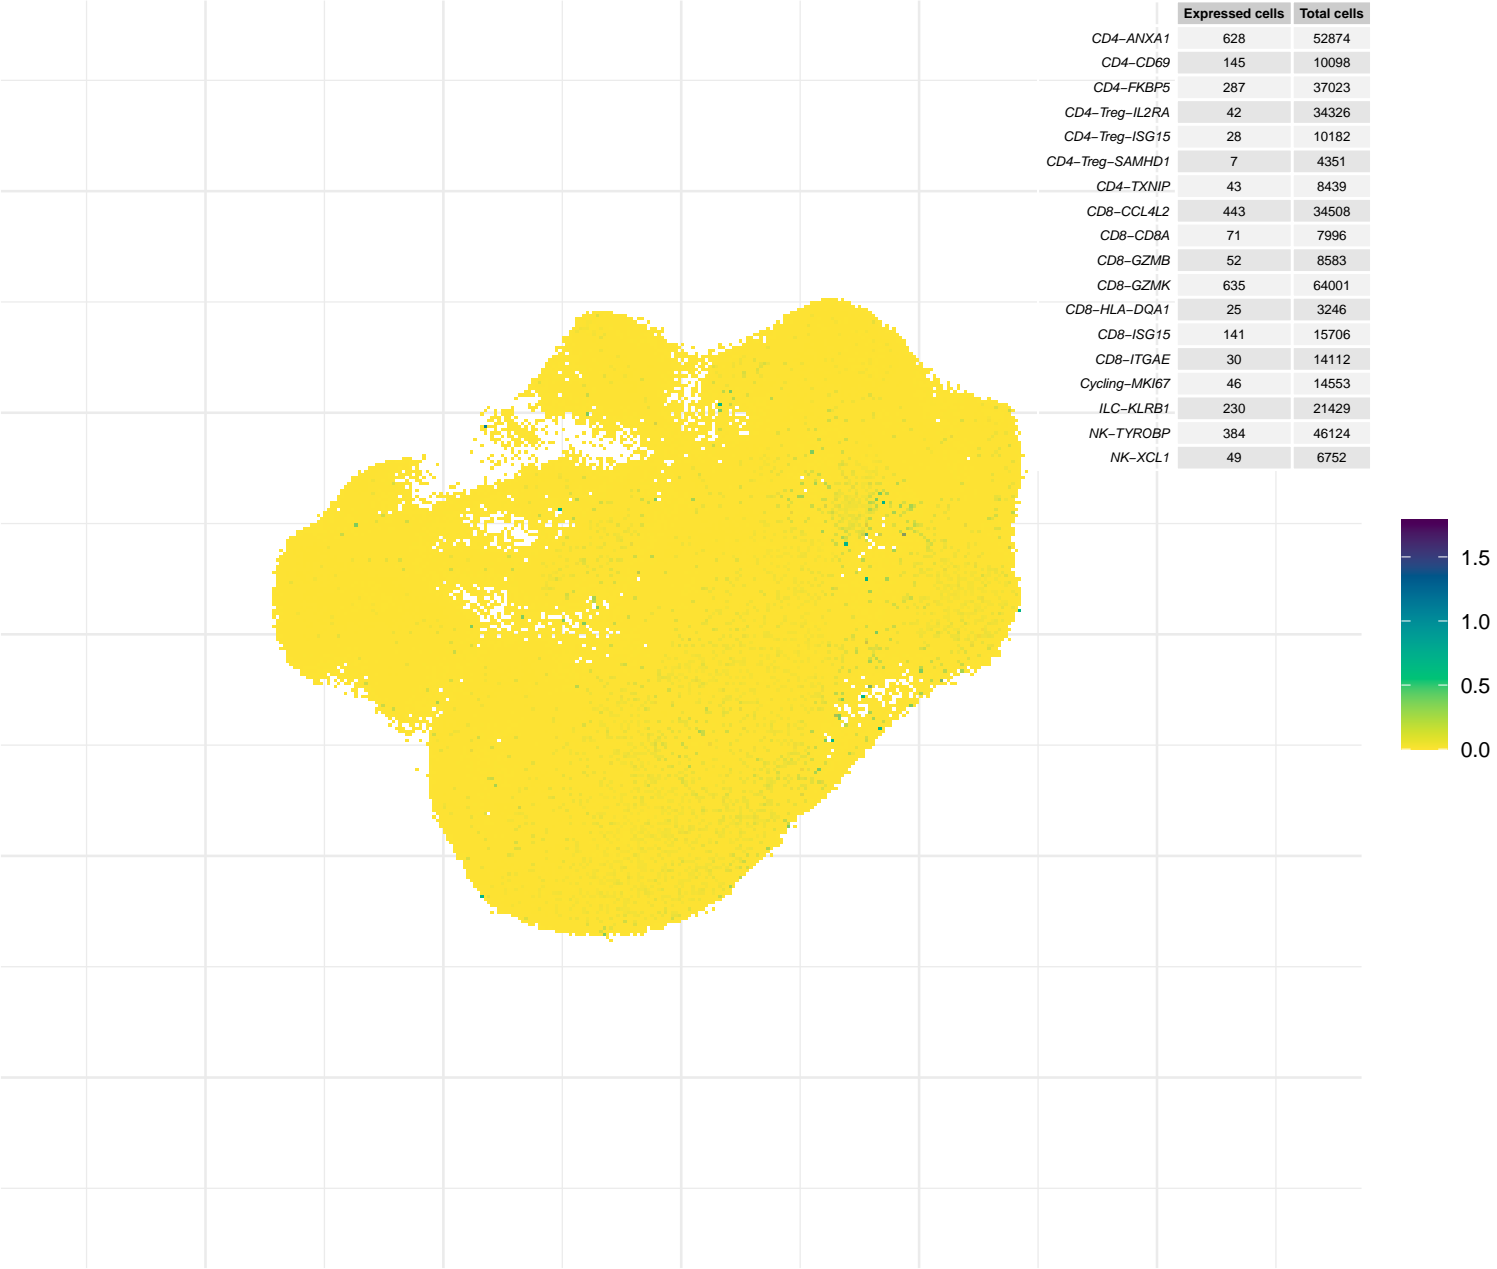 Expressed cells Total cells
CD4−ANXA1 628 52874
CD4−CD69 145 10098
CD4−FKBP5 287 37023
CD4−Treg−IL2RA 42 34326
CD4−Treg−ISG15 28 10182
CD4−Treg−SAMHD1 7 4351
CD4−TXNIP 43 8439
CD8−CCL4L2 443 34508
CD8−CD8A 71 7996
CD8−GZMB 52 8583
CD8−GZMK 635 64001
CD8−HLA−DQA1 25 3246
CD8−ISG15 141 15706
CD8−ITGAE 30 14112
Cycling−MKI67 46 14553
ILC−KLRB1 230 21429
NK−TYROBP 384 46124
NK−XCL1 49 6752
1.5
1.0
0.5
0.0